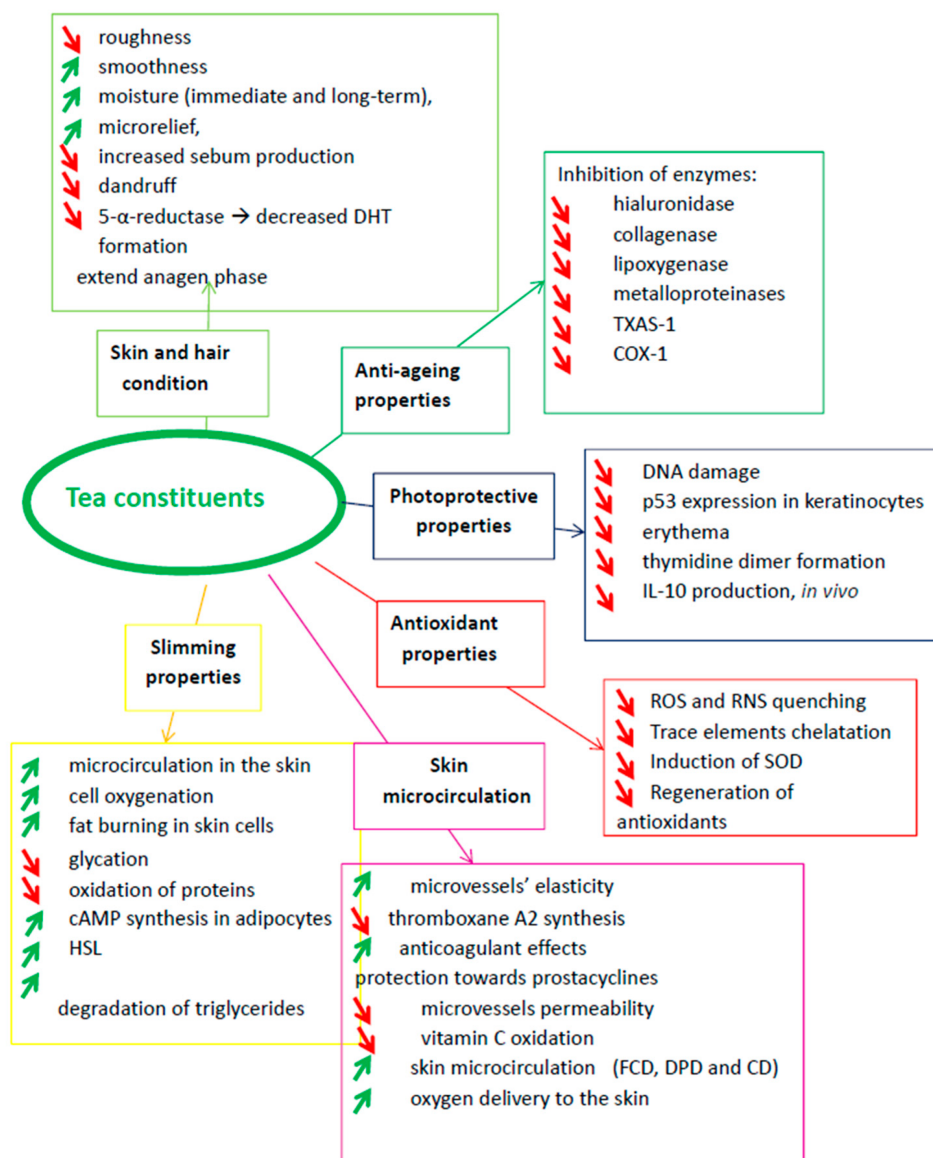 roughness
smoothness
moisture (immediate and long-term),
microrelief,
increased sebum production
dandruff
5-α-reductase → decreased DHT
formation
extend anagen phase
Inhibition of enzymes:
hialuronidase
collagenase
lipoxygenase
metalloproteinases
TXAS-1
COX-1
Skin and hair
condition
Anti-ageing
properties
Tea constituents
Photoprotective
properties
DNA damage
p53 expression in keratinocytes
erythema
thymidine dimer formation
IL-10 production, in vivo
Antioxidant
properties
Slimming
properties
ROS and RNS quenching
Trace elements chelatation
Induction of SOD
Regeneration of
antioxidants
Skin
microcirculation
microcirculation in the skin
cell oxygenation
fat burning in skin cells
glycation
oxidation of proteins
cAMP synthesis in adipocytes
HSL
degradation of triglycerides
microvessels’ elasticity
thromboxane A2 synthesis
anticoagulant effects
protection towards prostacyclines
microvessels permeability
vitamin C oxidation
skin microcirculation (FCD, DPD and CD)
oxygen delivery to the skin